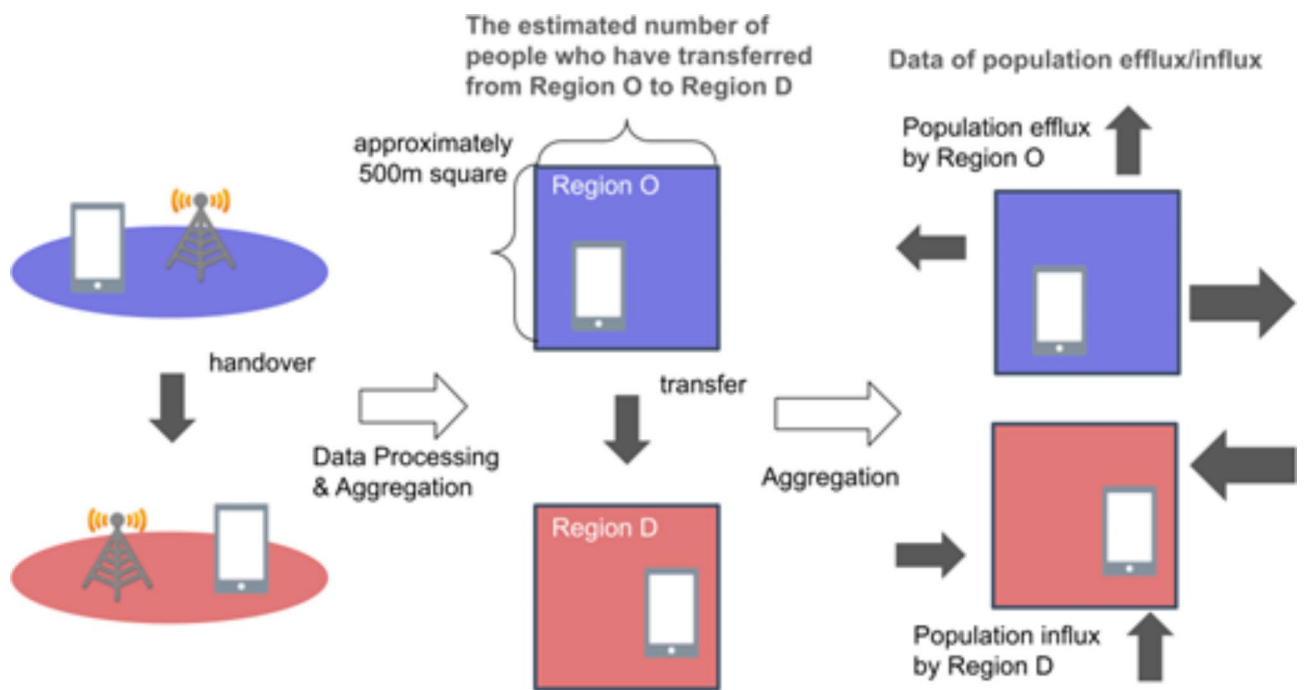 The estimated number of
people who have transferred
from Region O to Region D
Data of population efflux/influx
approximately
500m square
Region O
Population efflux
by Region O
handover
transfer
Data Processing
& Aggregation
Aggregation
Region D
Population influx
by Region D